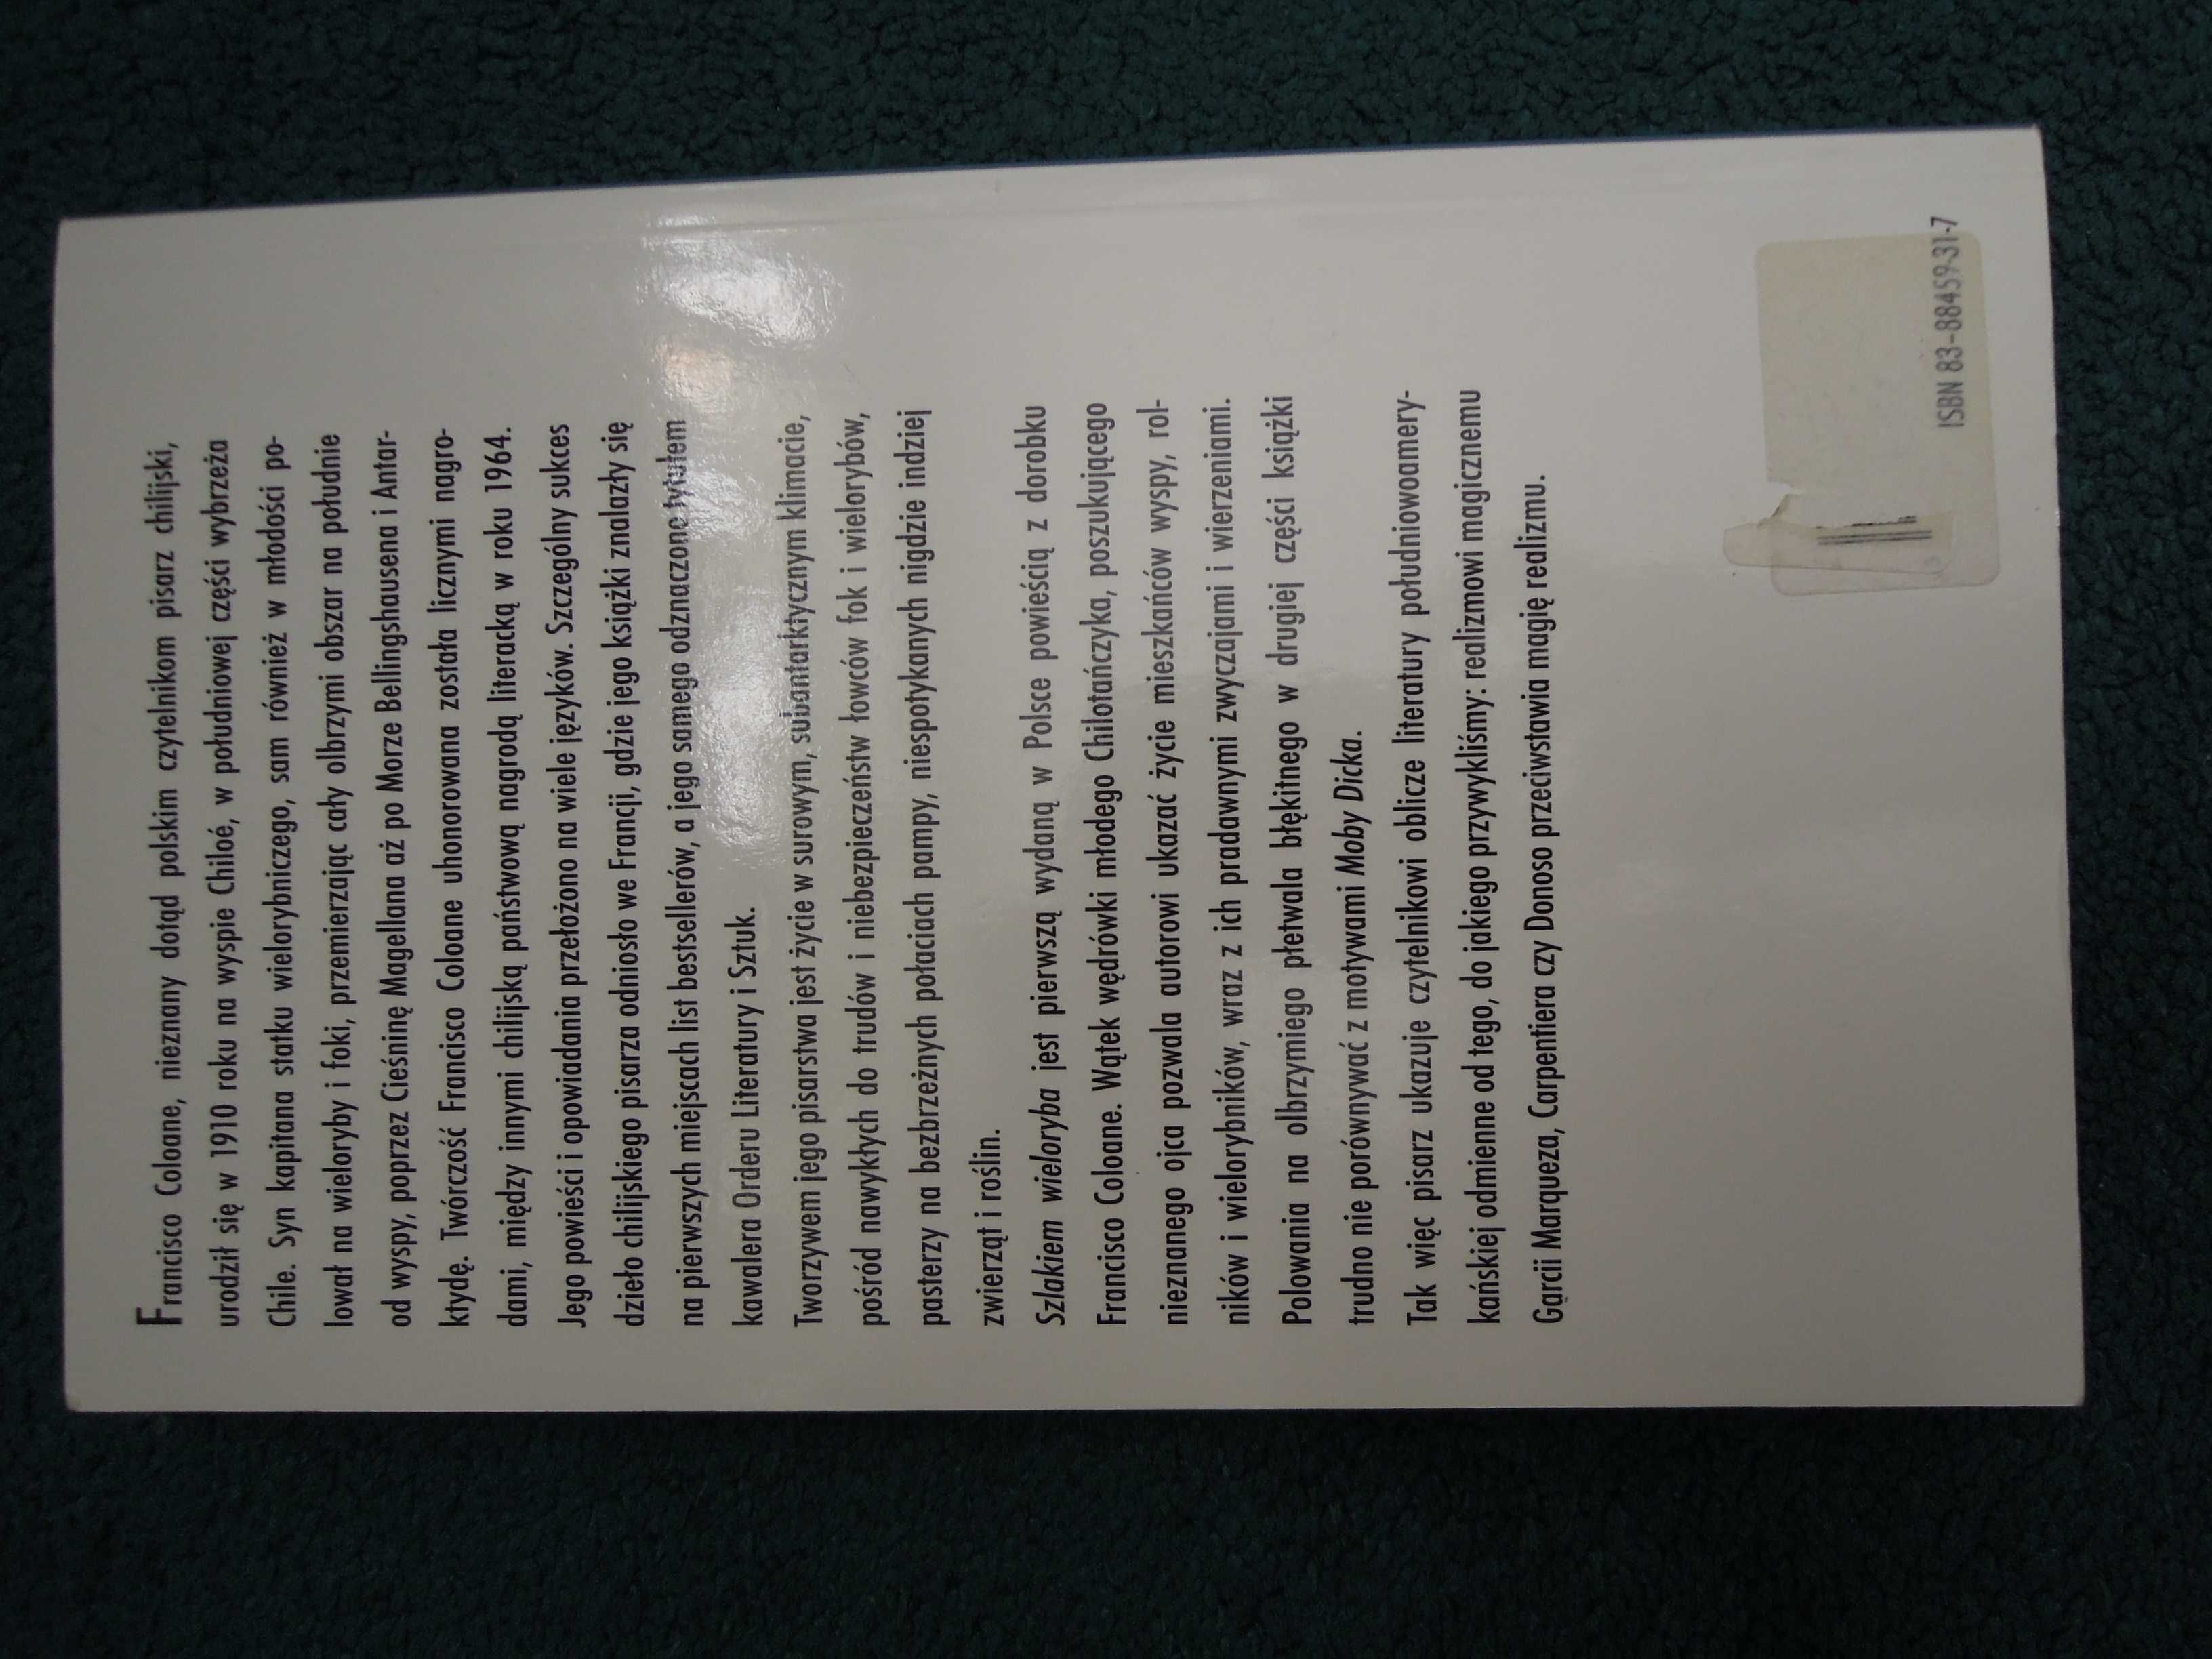 Francisco Coloane, nieznany dotąd polskim czytelnikom pisarz chilijski,
urodził się w 1910 roku na wyspie Chiloé, w południowej części wybrzeża
Chile. Syn kapitana statku wielorybniczego, sam również w młodości po-
lował na wieloryby i foki, przemierzając cały olbrzymi obszar na południe
od wyspy, poprzez Cieśninę Magellana aż po Morze Bellingshausena i Antar-
ktydę. Twórczość Francisco Coloane uhonorowana została licznymi nagro-
dami, między innymi chilijską państwową nagrodą literacką w roku 1964.
Jego powieści i opowiadania przełożono na wiele języków. Szczególny sukces
dzieło chilijskiego pisarza odniosło we Francji, gdzie jego książki znalazły się
na pierwszych miejscach list bestsellerów, a jego samego odznaczono tytułem
kawalera Orderu Literatury i Sztuk.
Tworzywem jego pisarstwa jest życie w surowym, subantarktycznym klimacie,
pośród nawykłych do trudów i niebezpieczeństw łowców fok i wielorybów,
pasterzy na bezbrzeżnych połaciach pampy, niespotykanych nigdzie indziej
zwierząt i roślin.
Szlakiem wieloryba jest pierwszą wydaną w Polsce powieścią z dorobku
Francisco Coloane. Wątek wędrówki młodego Chilotańczyka, poszukującego
nieznanego ojca pozwala autorowi ukazać życie mieszkańców wyspy, rol-
ników i wielorybników, wraz z ich pradawnymi zwyczajami i wierzeniami.
Polowania na olbrzymiego płetwala błękitnego w drugiej części książki
trudno nie porównywać z motywami Moby Dicka.
Tak więc pisarz ukazuje czytelnikowi oblicze literatury południowoamery-
kańskiej odmienne od tego, do jakiego przywykliśmy: realizmowi magicznemu
Garcii Marqueza, Carpentiera czy Donoso przeciwstawia magię realizmu.
ISBN 83-88459-31-7